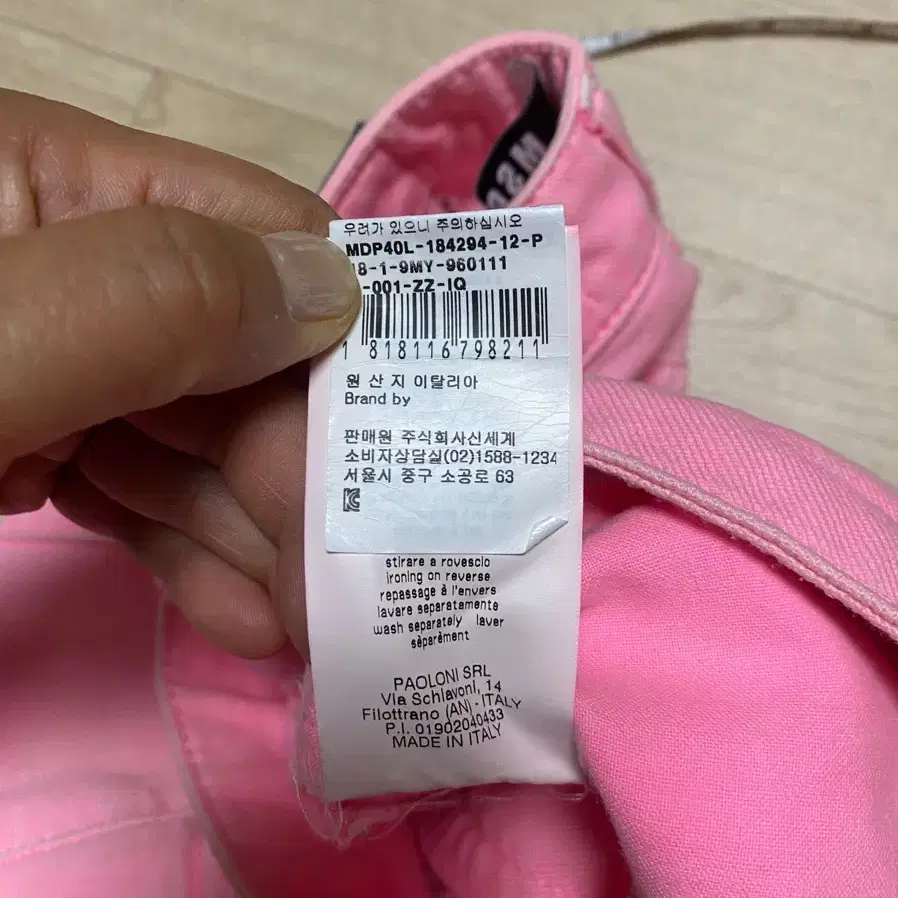 MSG
우려가 있으니 주의하십시오
MDP40L-184294-12-P
18-1-9MY-960111
-001-ZZ-IQ
1 818116 798211
원 산 지 이탈리아
Brand by
판매원 주식회사신세계
소비자상담실(02)1588-1234
서울시 중구 소공로 63
stirare a rovescio
ironing on reverse
repassage à l'envers
lavare separatamente
wash separately laver
sèparèment
PAOLONI SRL
Via Schiavoni, 14
Filottrano (AN) - ITALY
P.I. 01902040433
MADE IN ITALY